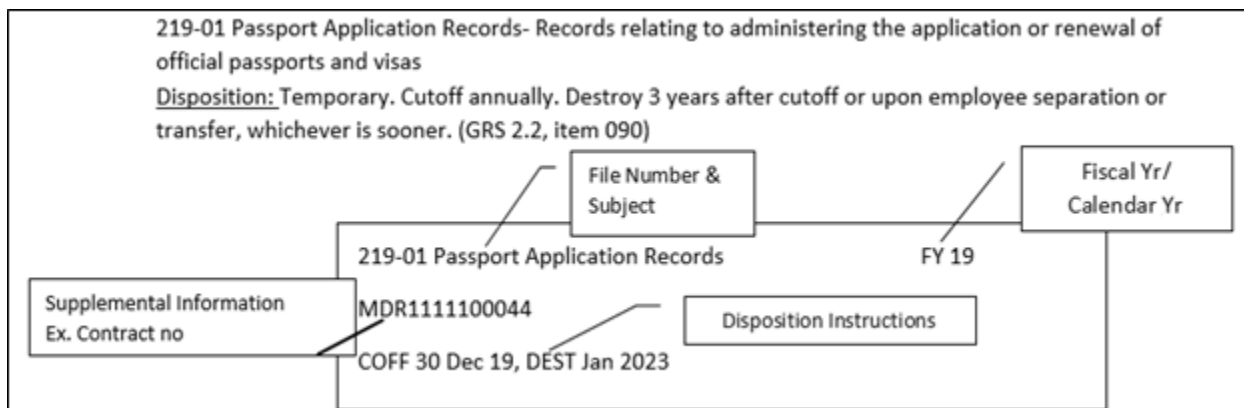 219-01 Passport Application Records- Records relating to administering the application or renewal of
official passports and visas
Disposition: Temporary. Cutoff annually. Destroy 3 years after cutoff or upon employee separation or
transfer, whichever is sooner. (GRS 2.2, item 090)
File Number &
Subject
Fiscal Yr/
Calendar Yr
219-01 Passport Application Records
FY 19
Supplemental Information
Ex. Contract no
MDR1111100044
Disposition Instructions
COFF 30 Dec 19, DEST Jan 2023